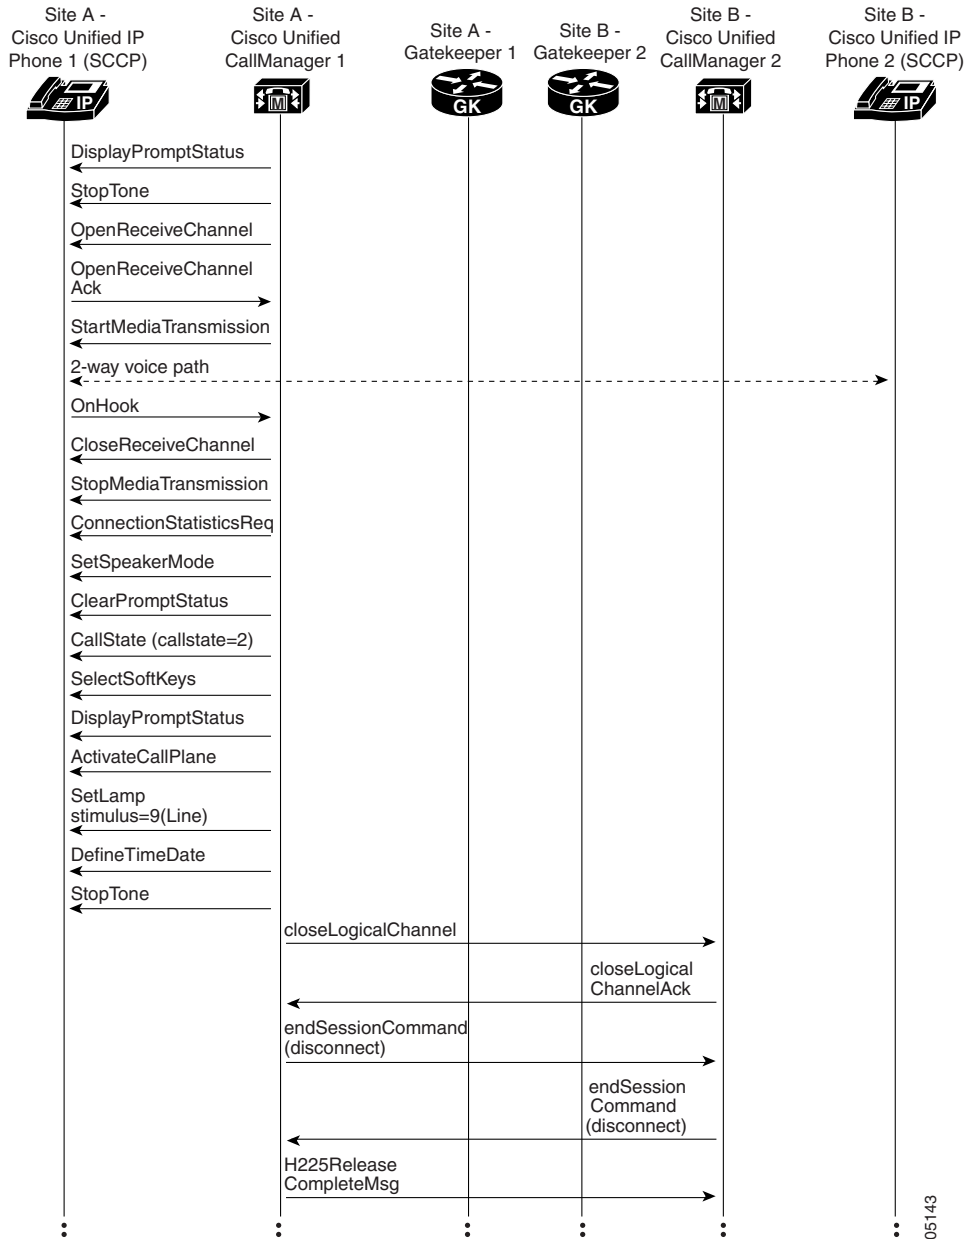 Site A -
Cisco Unified IP
Phone 1 (SCCP)
Site A -
Cisco Unified
CallManager 1
Site A -
Gatekeeper 1
Site B -
Gatekeeper 2
Site B -
Cisco Unified
CallManager 2
Site B -
Cisco Unified IP
Phone 2 (SCCP)
IP
M
GK
GK
M
IP
DisplayPromptStatus
StopTone
OpenReceiveChannel
OpenReceiveChannel
Ack
StartMediaTransmission
2-way voice path
OnHook
CloseReceiveChannel
StopMediaTransmission
ConnectionStatisticsReq
SetSpeakerMode
ClearPromptStatus
CallState (callstate=2)
SelectSoftKeys
DisplayPromptStatus
ActivateCallPlane
SetLamp
stimulus=9(Line)
DefineTimeDate
StopTone
closeLogicalChannel
closeLogical
ChannelAck
endSessionCommand
(disconnect)
endSession
Command
(disconnect)
H225Release
CompleteMsg
05143